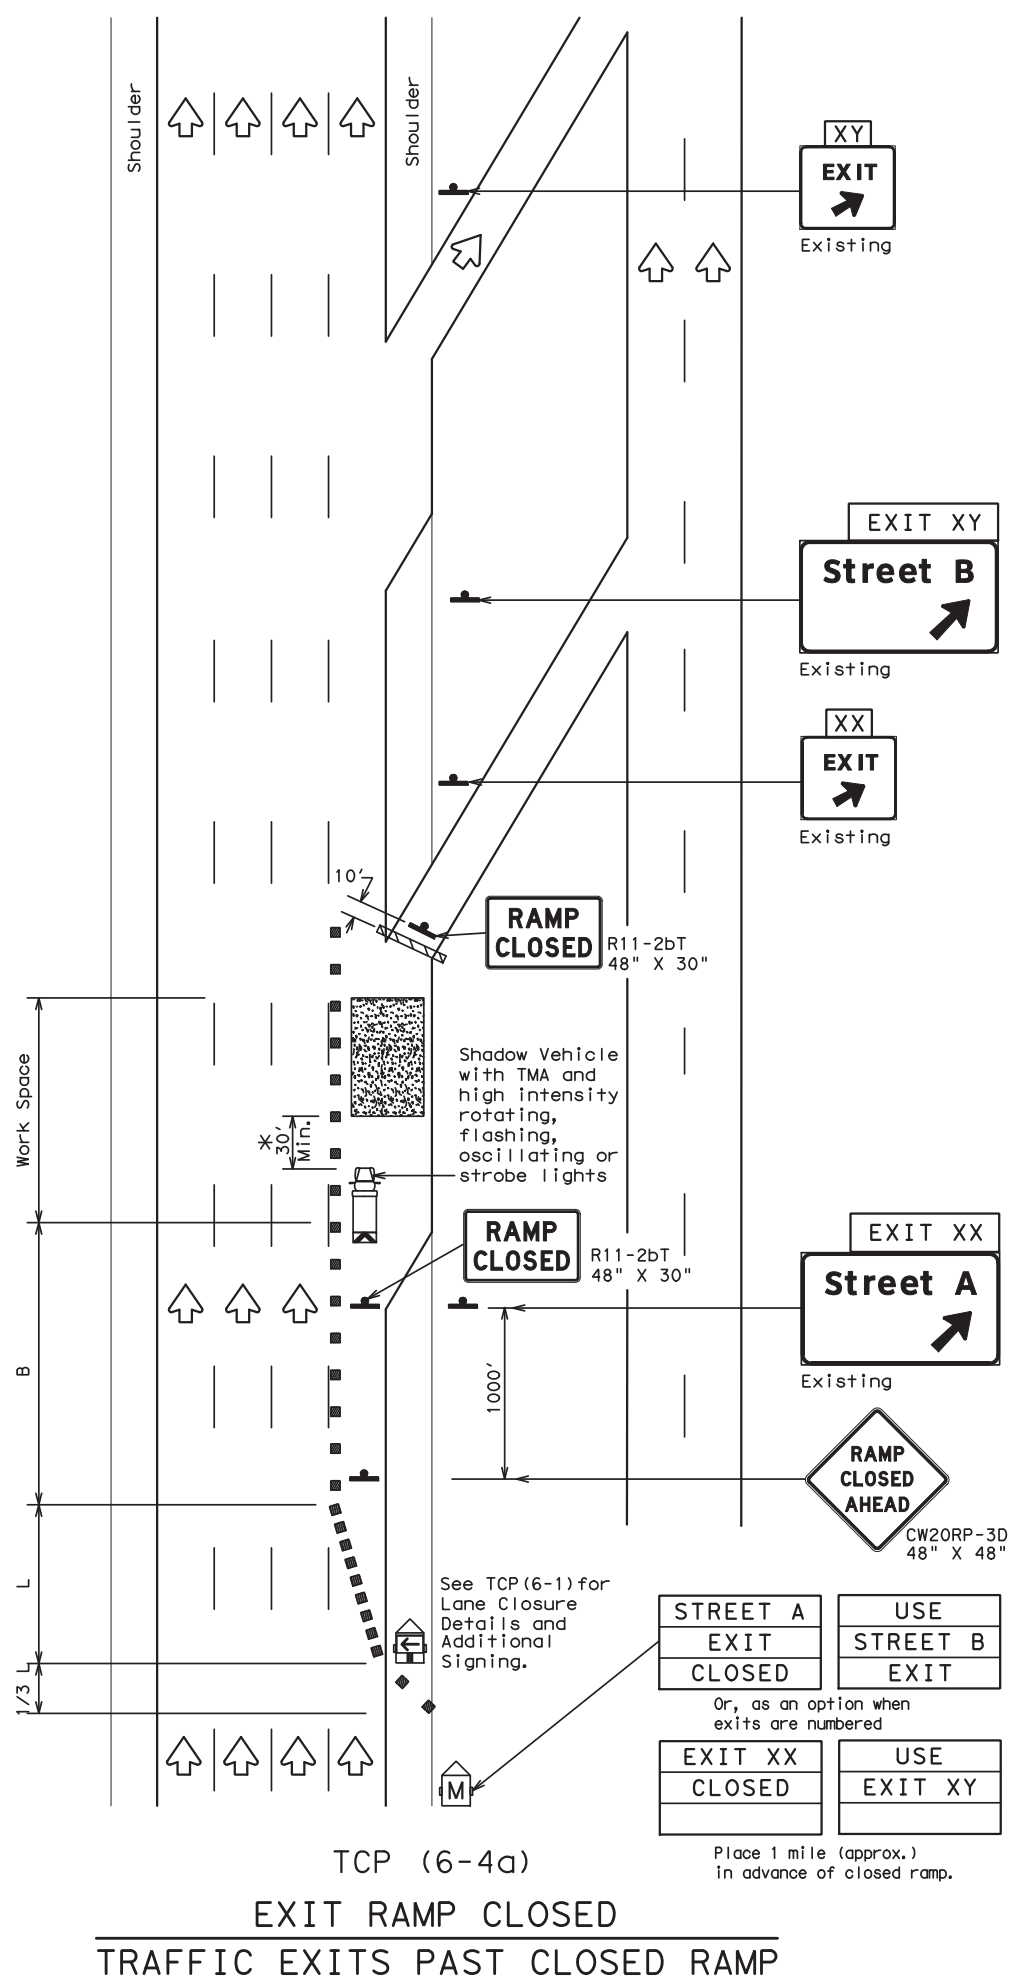 Shoulder
Shoulder
XY
EXIT
Existing
EXIT XY
Street B
Existing
XX
EXIT
Existing
10'
RAMP
CLOSED
R11-2bT
48" X 30"
Work Space
Shadow Vehicle
with TMA and
high intensity
rotating,
flashing,
oscillating or
strobe lights
*
30'
Min.
RAMP
CLOSED
R11-2bT
48" X 30"
EXIT XX
Street A
Existing
B
1000'
RAMP
CLOSED
AHEAD
CW20RP-3D
48" X 48"
L
See TCP(6-1)for
Lane Closure
Details and
Additional
Signing.
1/3 L
STREET A
EXIT
CLOSED
USE
STREET B
EXIT
Or, as an option when
exits are numbered
EXIT XX
CLOSED
USE
EXIT XY
M
Place 1 mile (approx.)
in advance of closed ramp.
TCP (6-4a)
EXIT RAMP CLOSED
TRAFFIC EXITS PAST CLOSED RAMP